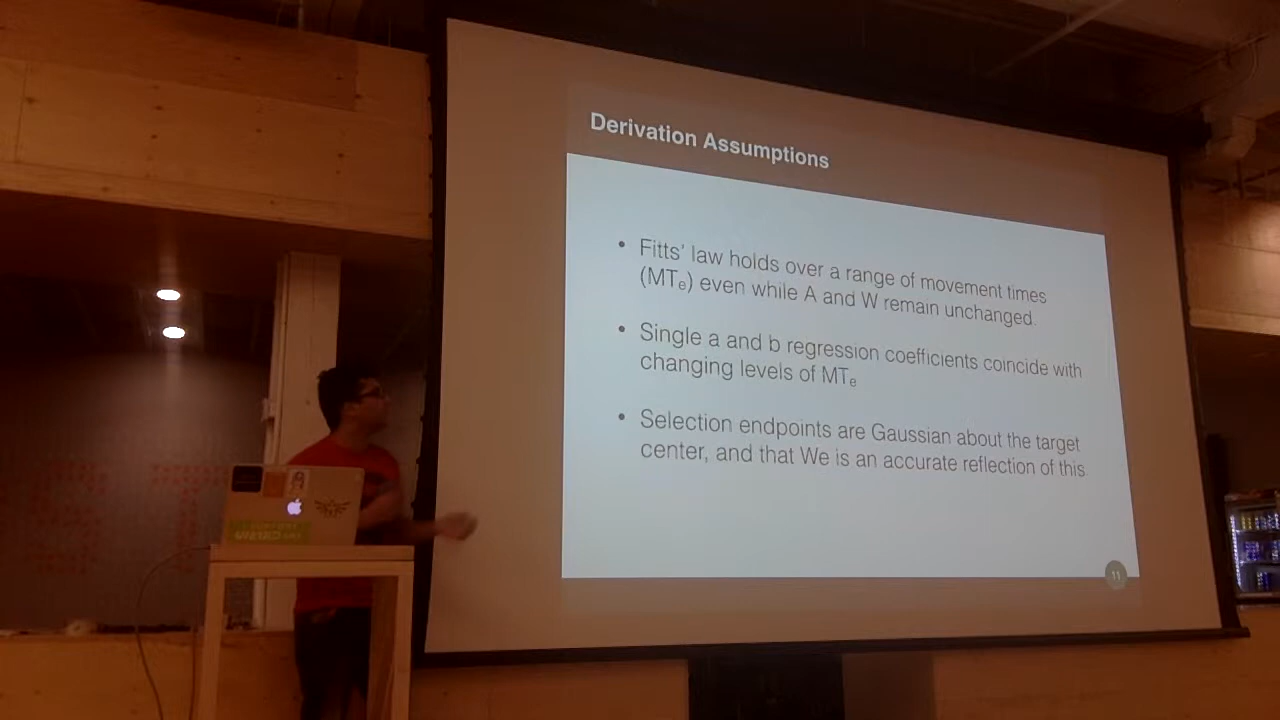 Derivation Assumptions
• Fitts' law holds over a range of movement times
(MTe) even while A and W remain unchanged.
• Single a and b regression coefficients coincide with
changing levels of MTe
• Selection endpoints are Gaussian about the target
center, and that We is an accurate reflection of this
11